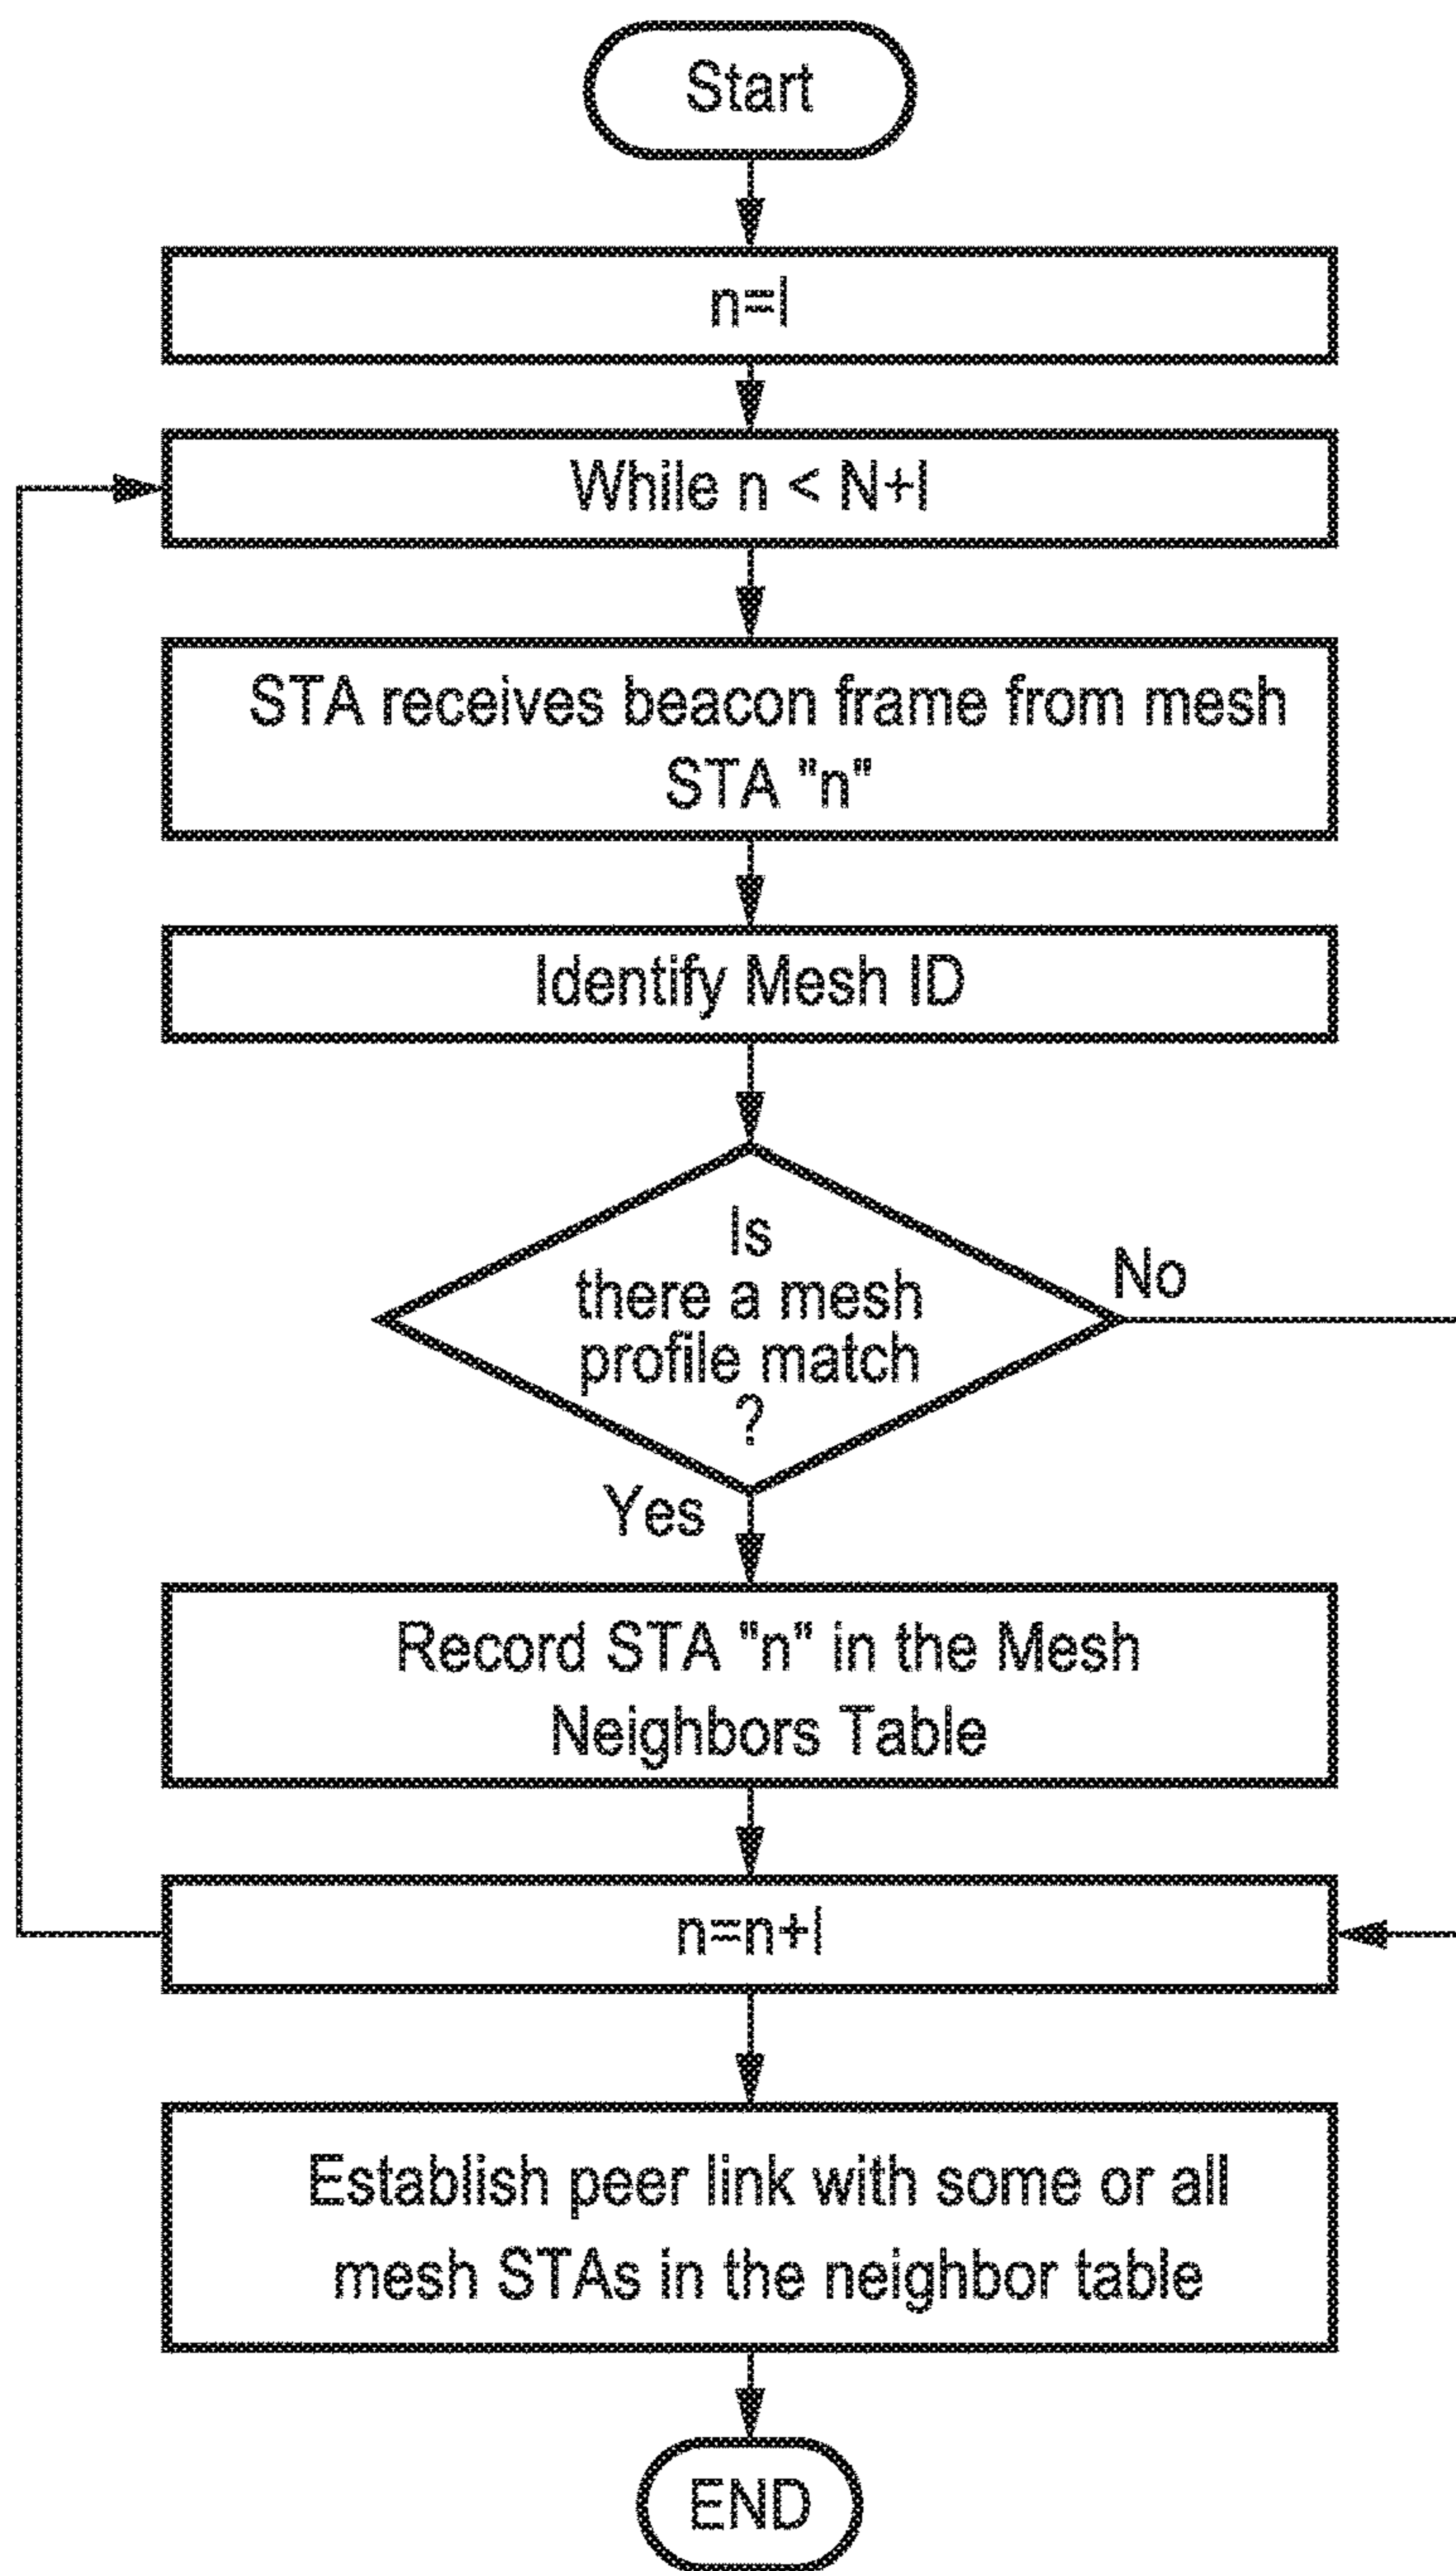 Start
n=l
While n < N+l
STA receives beacon frame from mesh
STA "n"
Identify Mesh ID
Is
there a mesh
profile match
?
No
Yes
Record STA "n" in the Mesh
Neighbors Table
n=n+l
Establish peer link with some or all
mesh STAs in the neighbor table
END